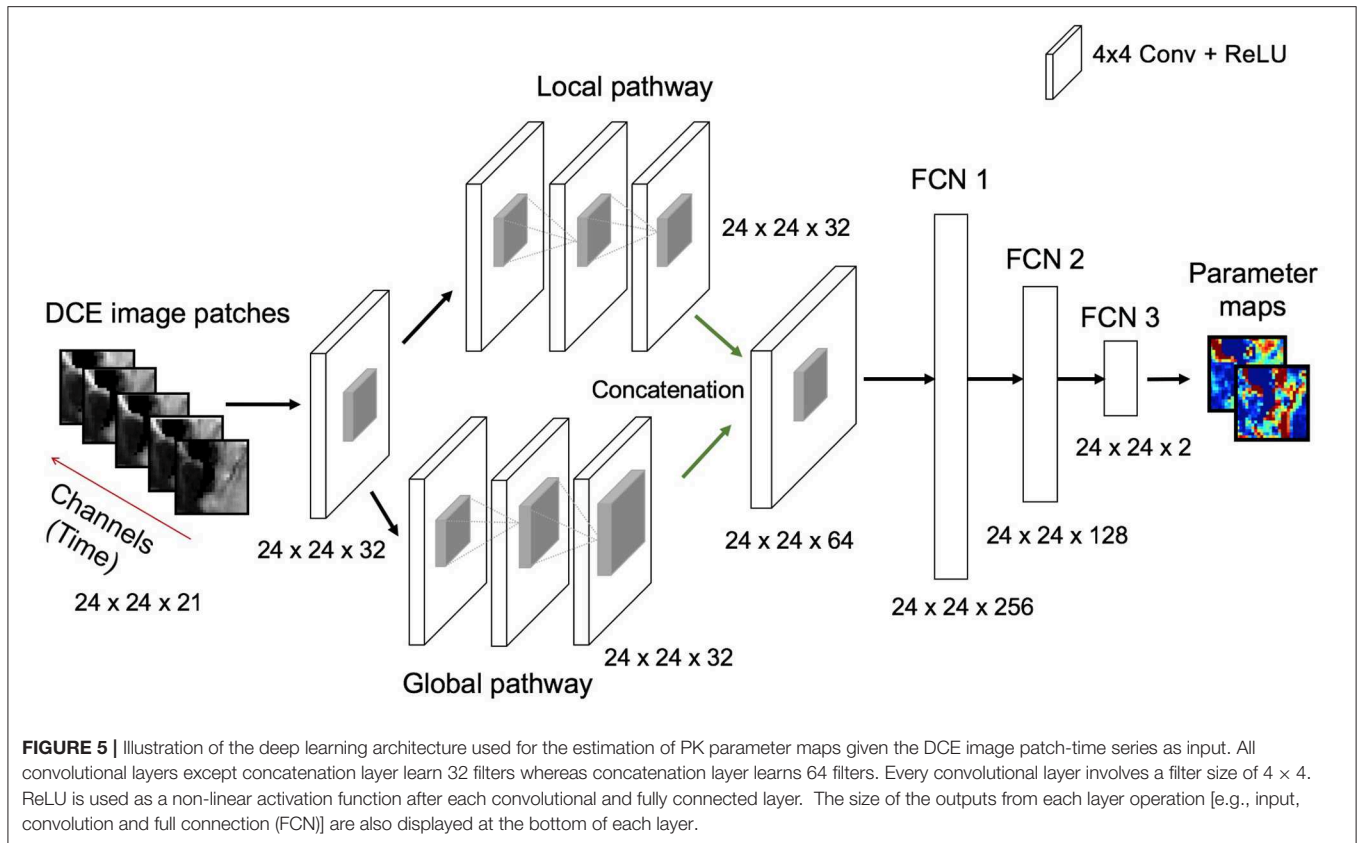 4x4 Conv + ReLU
Local pathway
24 x 24 x 32
FCN 1
FCN 2
FCN 3
Parameter
maps
DCE image patches
Concatenation
Channels
(Time)
24 x 24 x 21
24 x 24 x 32
24 x 24 x 32
Global pathway
24 x 24 x 64
24 x 24 x 256
24 x 24 x 128
24 x 24 x 2
FIGURE 5 | Illustration of the deep learning architecture used for the estimation of PK parameter maps given the DCE image patch-time series as input. All
convolutional layers except concatenation layer learn 32 filters whereas concatenation layer learns 64 filters. Every convolutional layer involves a filter size of 4 × 4.
ReLU is used as a non-linear activation function after each convolutional and fully connected layer. The size of the outputs from each layer operation [e.g., input,
convolution and full connection (FCN)] are also displayed at the bottom of each layer.